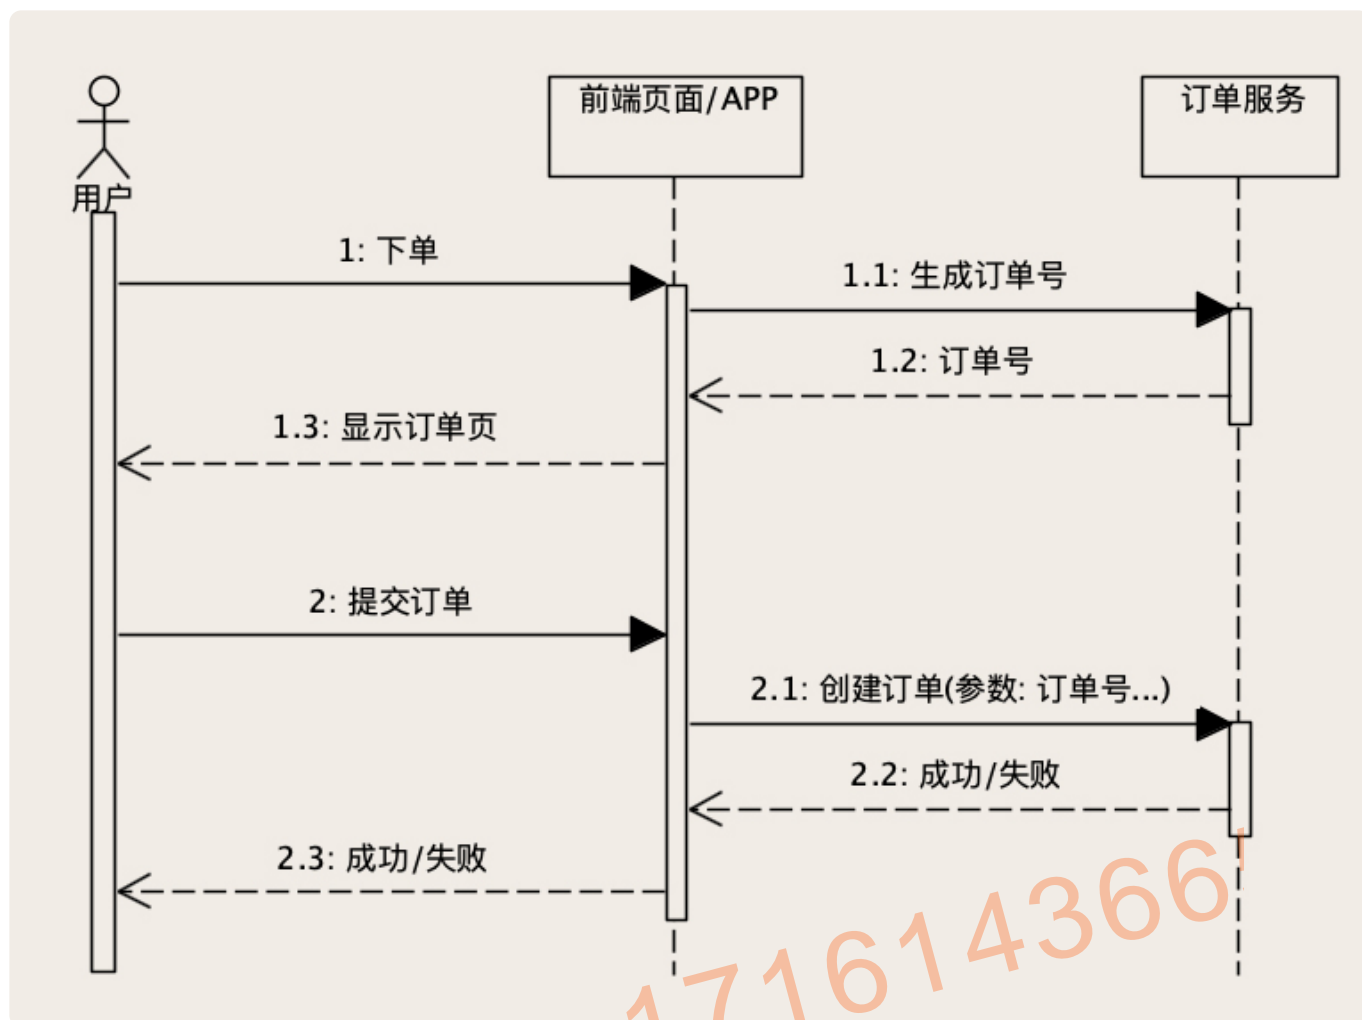 前端页面/APP
订单服务
用户
1: 下单
1.1: 生成订单号
1.2: 订单号
1.3: 显示订单页
2: 提交订单
2.1: 创建订单(参数: 订单号...)
2.2: 成功/失败
2.3: 成功/失败
171614366